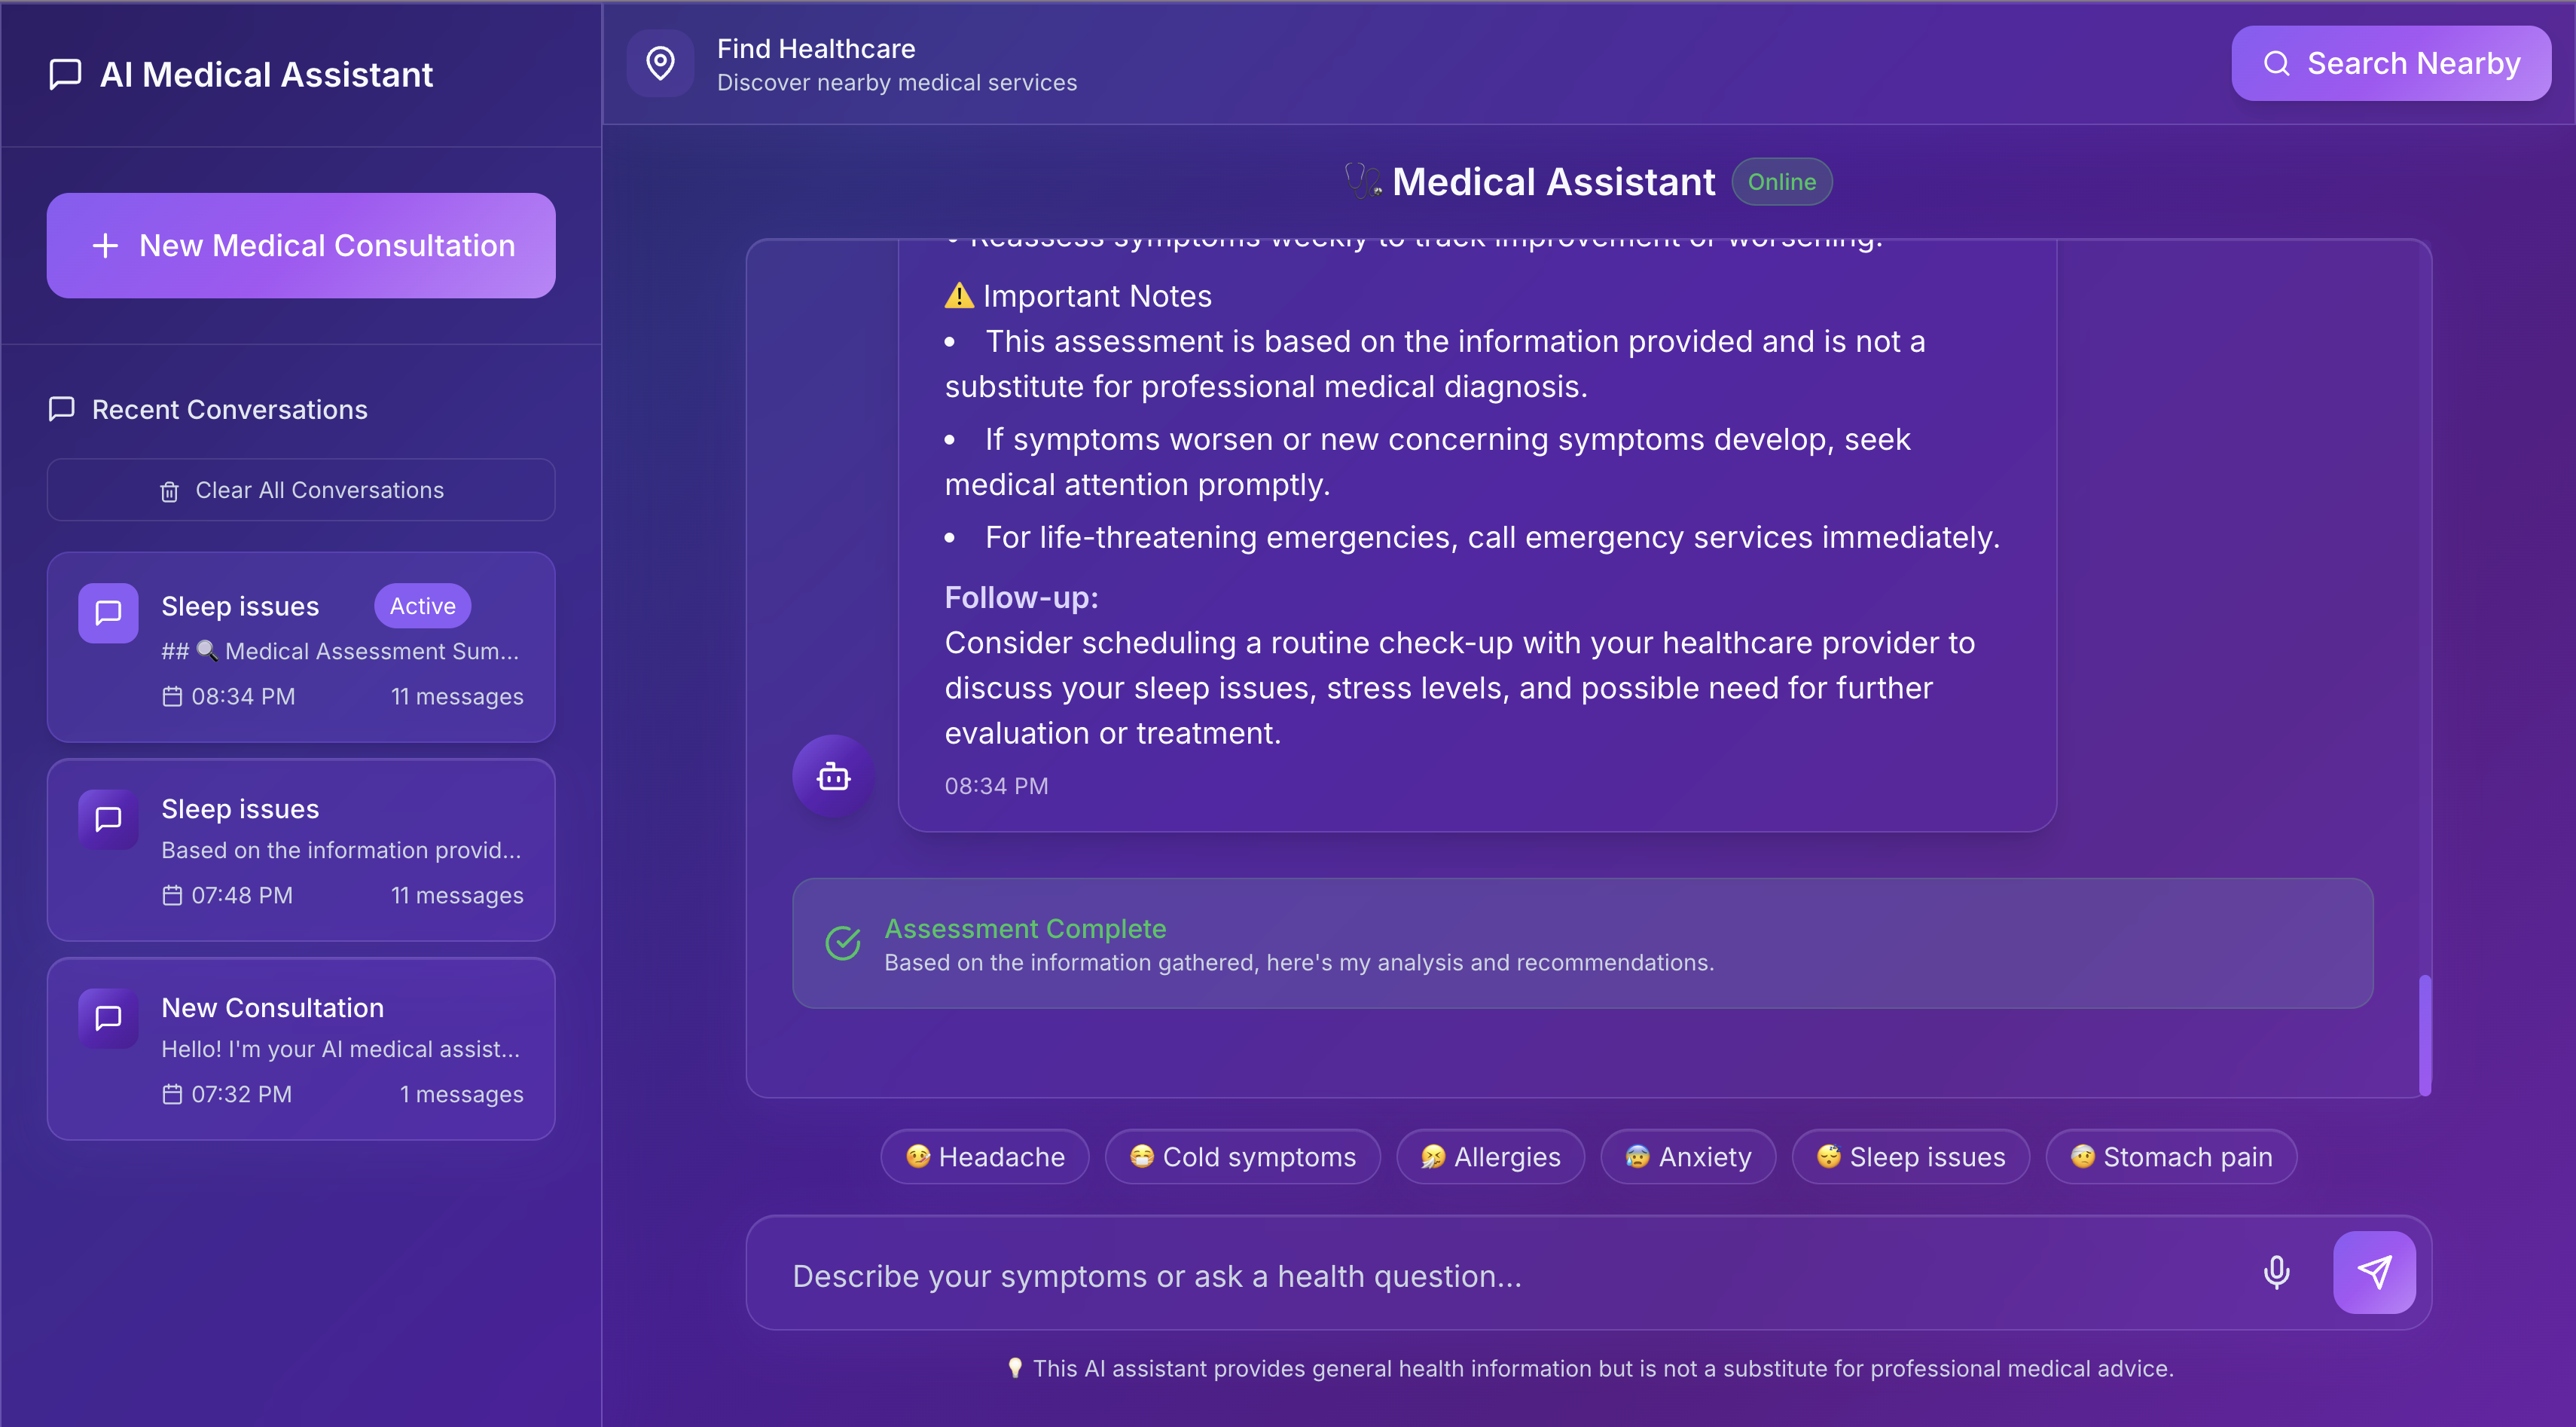 AI Medical Assistant
New Medical Consultation
Recent Conversations
Clear All Conversations
Sleep issues Active
## 🔍 Medical Assessment Sum...
08:34 PM 11 messages
Sleep issues
Based on the information provid...
07:48 PM 11 messages
New Consultation
Hello! I'm your AI medical assist...
07:32 PM 1 messages
Find Healthcare
Discover nearby medical services
Search Nearby
🩺 Medical Assistant Online
• Reassess symptoms weekly to track improvement or worsening.
⚠️ Important Notes
• This assessment is based on the information provided and is not a
substitute for professional medical diagnosis.
• If symptoms worsen or new concerning symptoms develop, seek
medical attention promptly.
• For life-threatening emergencies, call emergency services immediately.
Follow-up:
Consider scheduling a routine check-up with your healthcare provider to
discuss your sleep issues, stress levels, and possible need for further
evaluation or treatment.
08:34 PM
Assessment Complete
Based on the information gathered, here's my analysis and recommendations.
🤒 Headache 😷 Cold symptoms 🤧 Allergies 😰 Anxiety 😴 Sleep issues 🤕 Stomach pain
Describe your symptoms or ask a health question...
💡 This AI assistant provides general health information but is not a substitute for professional medical advice.